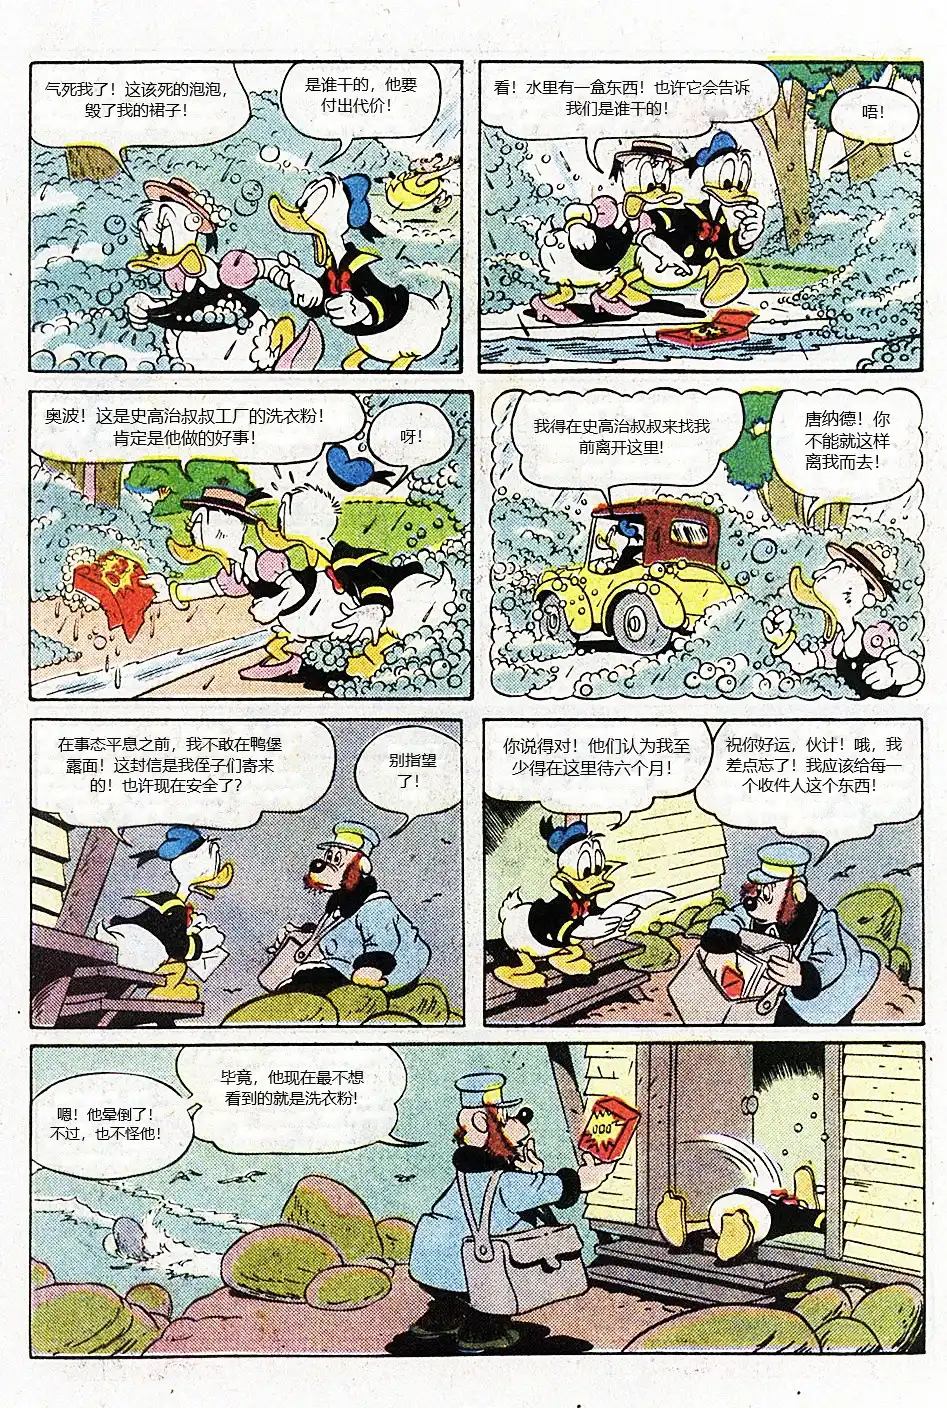 气死我了！这该死的泡泡，
毁了我的裙子！
是谁干的，他要
付出代价！
看！水里有一盒东西！也许它会告诉
我们是谁干的！
唔！
奥波！这是史高治叔叔工厂的洗衣粉！
肯定是他做的好事！
呀！
我得在史高治叔叔来找我
前离开这里！
唐纳德！你
不能就这样
离我而去！
在事态平息之前，我不敢在鸭堡
露面！这封信是我侄子们寄来
的！也许现在安全了？
别指望
了！
你说得对！他们认为我至
少得在这里待六个月！
祝你好运，伙计！哦，我
差点忘了！我应该给每一
个收件人这个东西！
嗯！他晕倒了！
不过，也不怪他！
毕竟，他现在最不想
看到的就是洗衣粉！